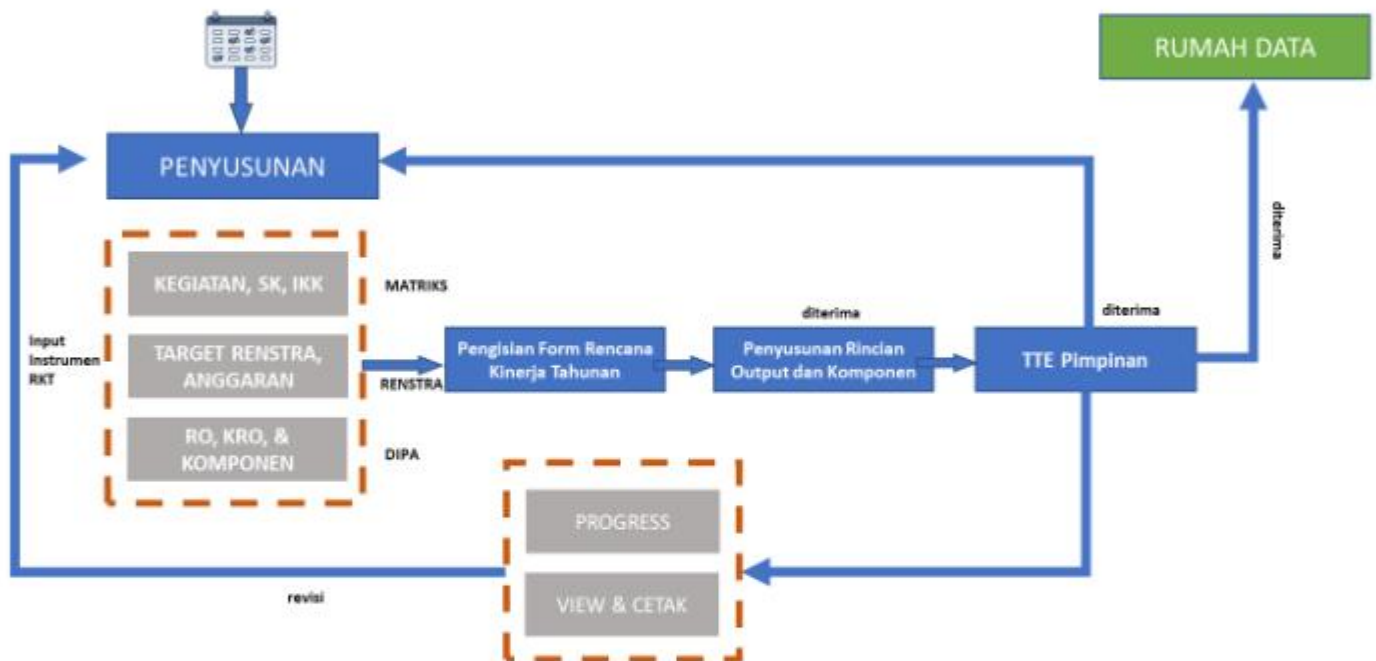 RUMAH DATA
PENYUSUNAN
diterima
KEGIATAN, SK, IKK
MATRIKS
Input
Instrumen
RKT
TARGET RENSTRA,
ANGGARAN
RENSTRA
Pengisian Form Rencana
Kinerja Tahunan
diterima
Penyusunan Rincian
Output dan Komponen
diterima
TTE Pimpinan
RO, KRO, &
KOMPONEN
DIPA
PROGRESS
VIEW & CETAK
revisi